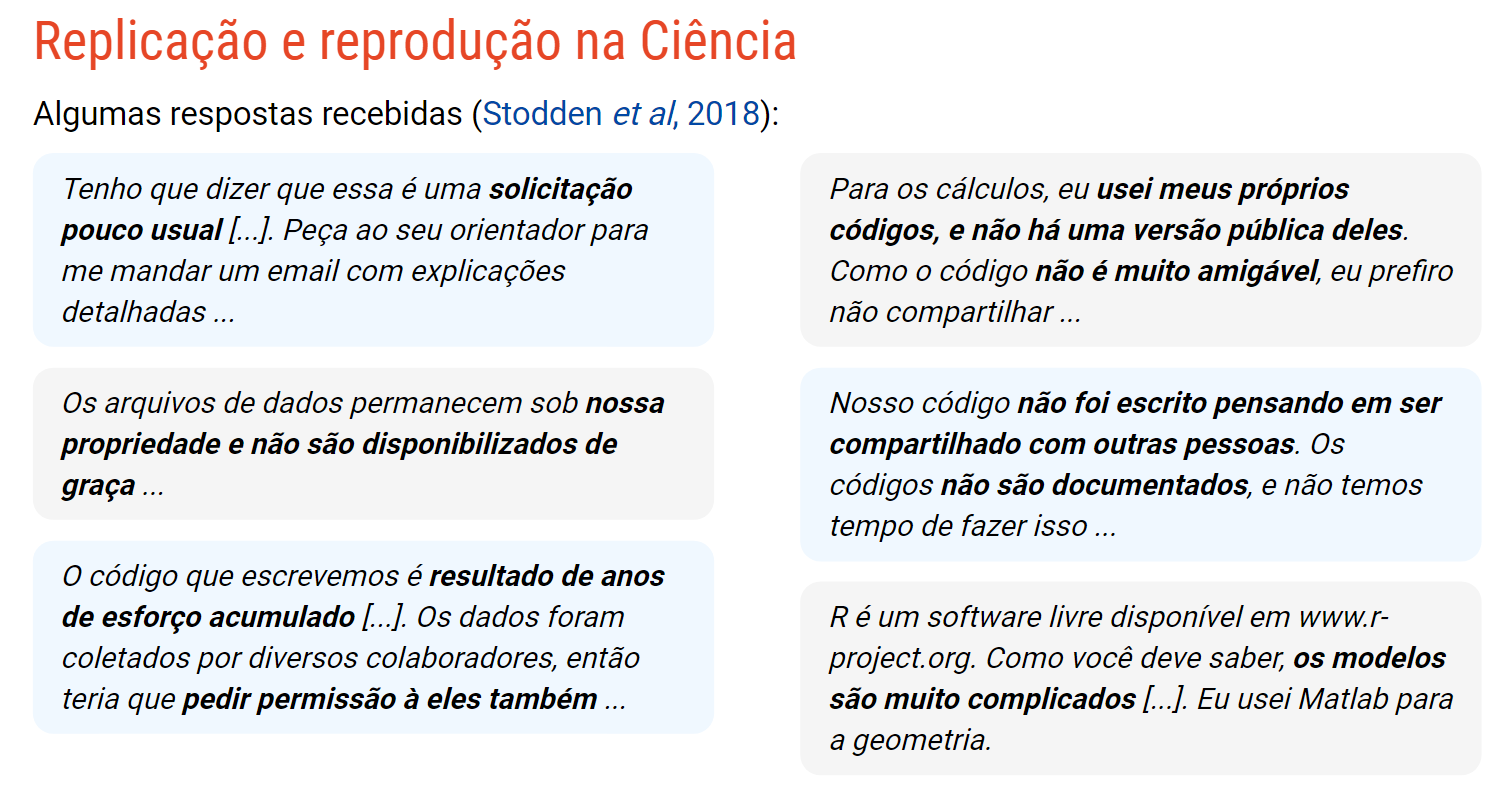 Replicação e reprodução na Ciência
Algumas respostas recebidas (Stodden et al, 2018):
Tenho que dizer que essa é uma solicitação
pouco usual [...]. Peça ao seu orientador para
me mandar um email com explicações
detalhadas ...
Os arquivos de dados permanecem sob nossa
propriedade e não são disponibilizados de
graça ...
O código que escrevemos é resultado de anos
de esforço acumulado [...]. Os dados foram
coletados por diversos colaboradores, então
teria que pedir permissão à eles também ...
Para os cálculos, eu usei meus próprios
códigos, e não há uma versão pública deles.
Como o código não é muito amigável, eu prefiro
não compartilhar ...
Nosso código não foi escrito pensando em ser
compartilhado com outras pessoas. Os
códigos não são documentados, e não temos
tempo de fazer isso ...
R é um software livre disponível em www.r-
project.org. Como você deve saber, os modelos
são muito complicados [...]. Eu usei Matlab para
a geometria.